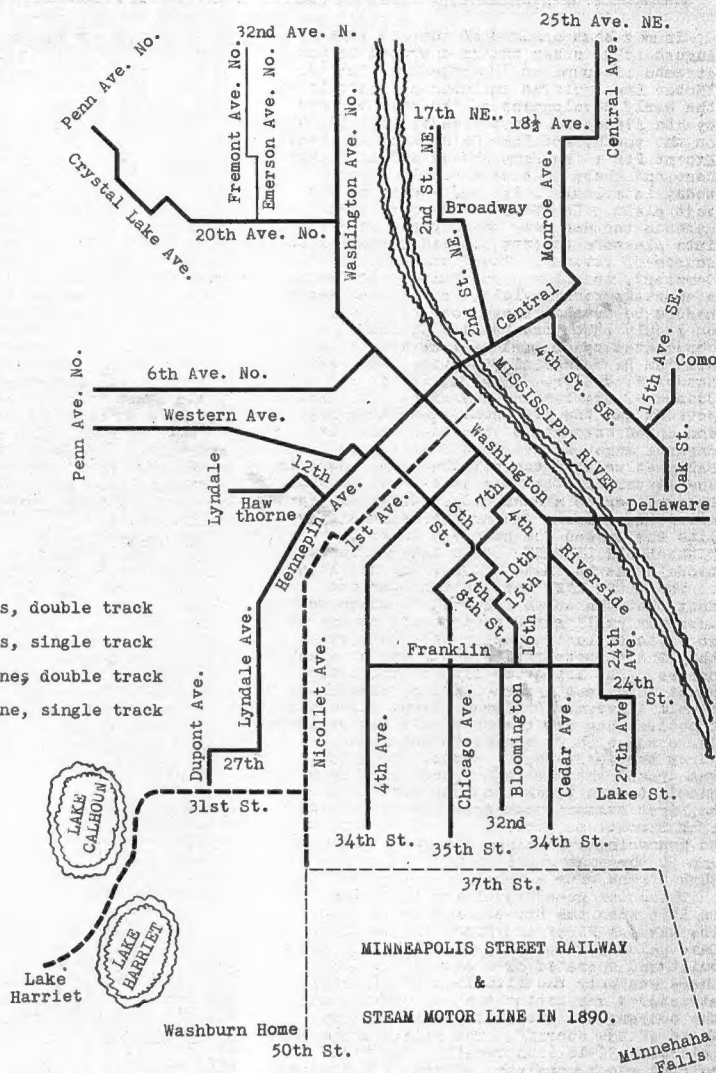 25th Ave. NE.
32nd Ave. N.
Penn Ave. No.
Crystal Lake Ave.
Fremont Ave. No.
Emerson Ave. No.
Washington Ave. No.
20th Ave. No.
17th NE.
2nd St. NE.
Broadway
2nd St. NE.
18½ Ave.
Central Ave.
Monroe Ave.
Central
4th St. SE.
15th Ave. SE.
Como
Oak St.
Delaware
MISSISSIPPI RIVER
6th Ave. No.
Western Ave.
Penn Ave. No.
Washington
12th
Lyndale
Haw
thorne
Hennepin Ave.
1st Ave.
6th
St.
7th
4th
10th
15th
16th
7th
8th St.
Riverside
24th
Ave.
24th
St.
Franklin
s, double track
s, single track
nes double track
ne, single track
Dupont Ave.
Lyndale Ave.
27th
Nicollet Ave.
31st St.
4th Ave.
Chicago Ave.
Bloomington
Cedar Ave.
27th Ave
Lake St.
32nd
34th St.
35th St.
34th St.
37th St.
LAKE
CALHOUN
LAKE
HARRIET
Lake
Harriet
MINNEAPOLIS STREET RAILWAY
&
STEAM MOTOR LINE IN 1890.
Washburn Home
50th St.
Minnehaha
Falls